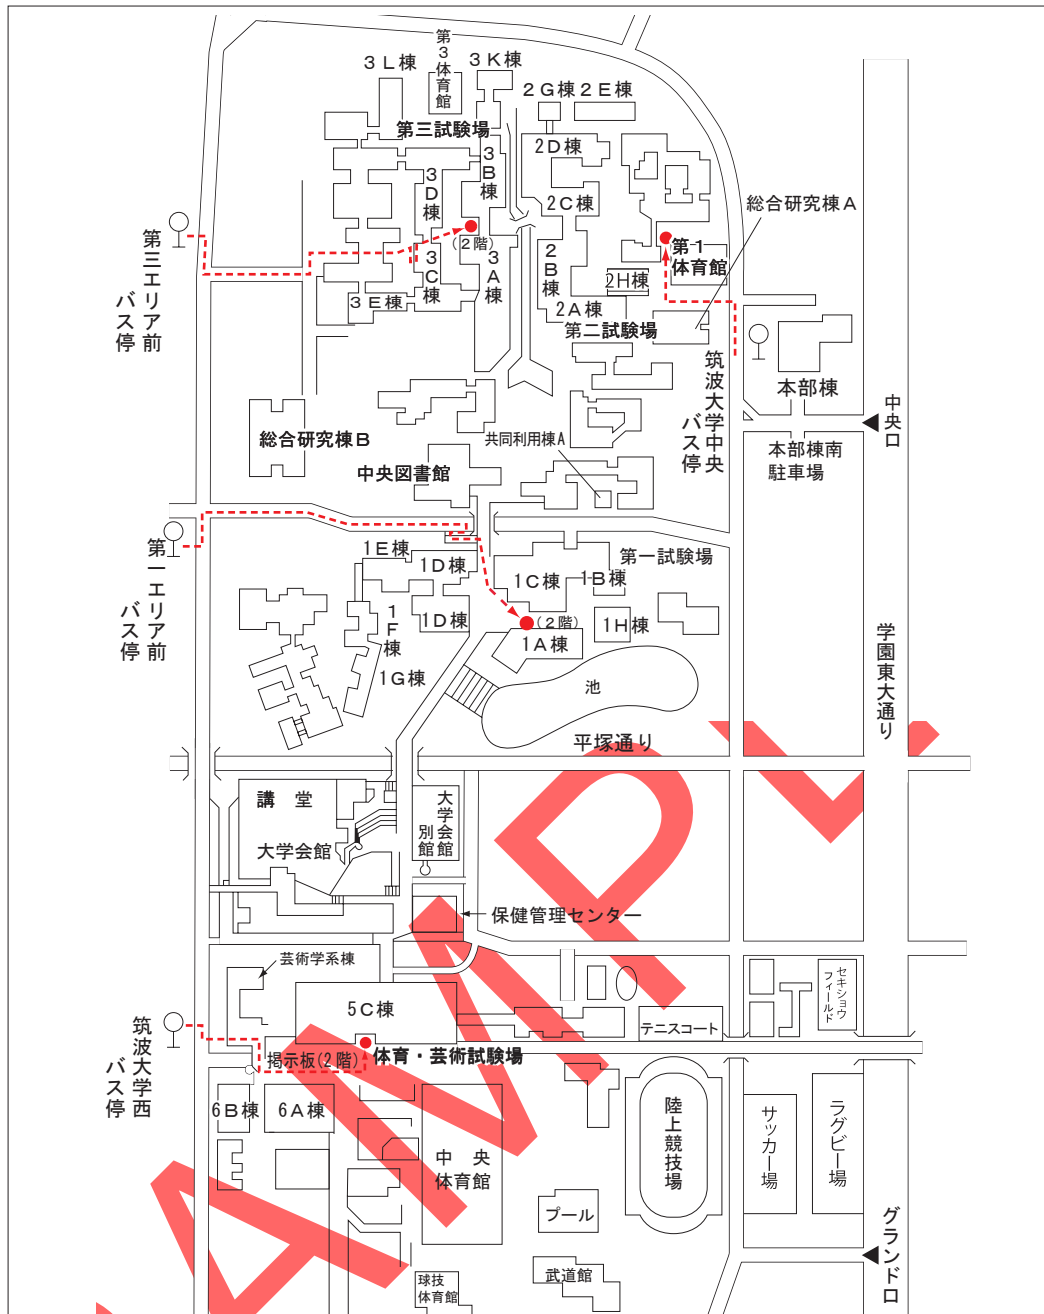 第3体育館
3L棟
3K棟
2G棟
2E棟
第三試験場
2D棟
3B棟
3D棟
2C棟
総合研究棟A
第三エリア前
バス停
(2階)
第1
体育館
3C棟
3A棟
2B棟
2H棟
3E棟
2A棟
第二試験場
筑波大学中央
バス停
本部棟
中央口
総合研究棟B
共同利用棟A
本部棟南
駐車場
中央図書館
第一エリア前
バス停
1E棟
1D棟
第一試験場
1C棟
1B棟
1D棟
1F棟
(2階)
1H棟
1A棟
1G棟
池
学園東大通り
平塚通り
講堂
大学会館
別館
大学会館
保健管理センター
芸術学系棟
セキショウ
フィールド
5C棟
テニスコート
筑波大学西
バス停
掲示板(2階)
体育・芸術試験場
6B棟
6A棟
陸上競技場
サッカー場
ラグビー場
中央
体育館
プール
グランド口
武道館
球技
体育館
SAMPLE